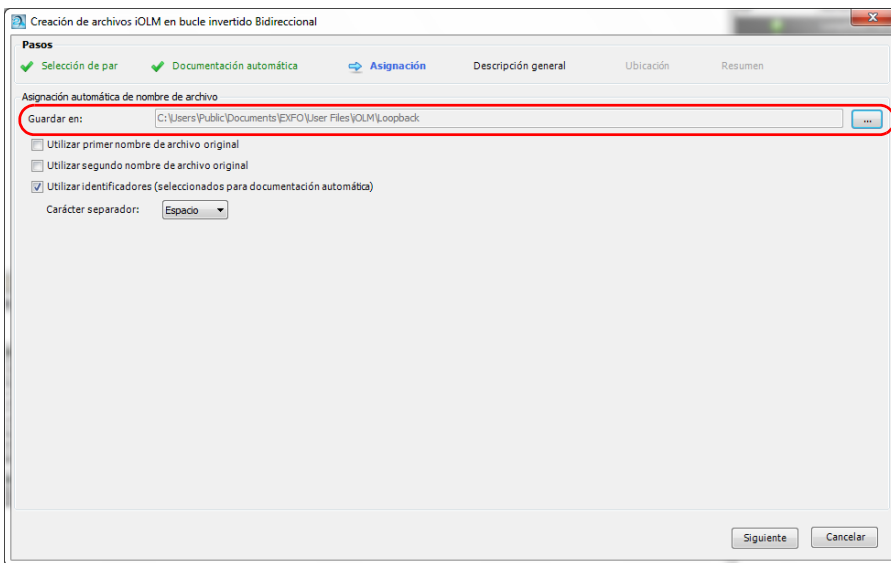 Creación de archivos iOLM en bucle invertido Bidireccional
Pasos
Selección de par Documentación automática Asignación Descripción general Ubicación Resumen
Asignación automática de nombre de archivo
Guardar en: C:\Users\Public\Documents\EXFO\User Files\iOLM\Loopback ...
Utilizar primer nombre de archivo original
Utilizar segundo nombre de archivo original
Utilizar identificadores (seleccionados para documentación automática)
Carácter separador: Espacio
Siguiente Cancelar